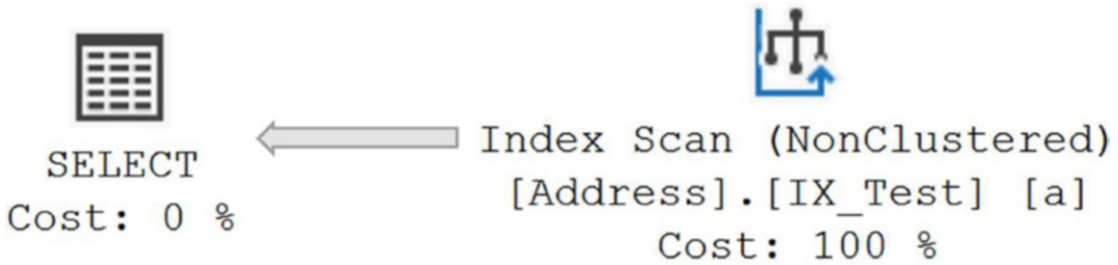 SELECT
Cost: 0 %
Index Scan (NonClustered)
[Address].[IX_Test] [a]
Cost: 100 %